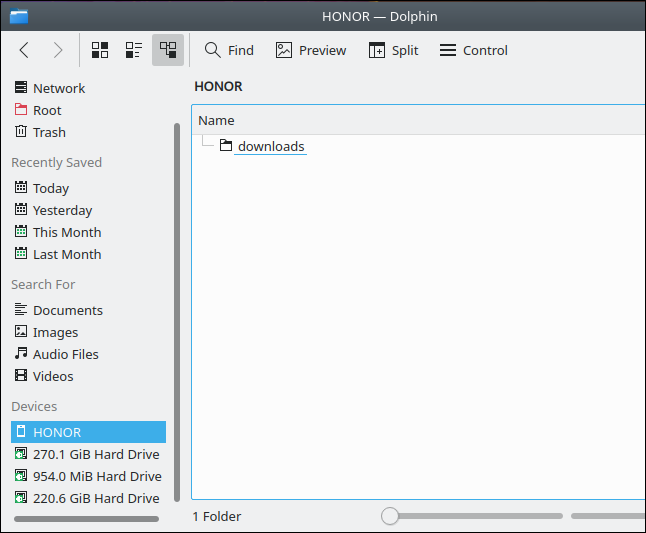 HONOR — Dolphin
Find Preview Split Control
Network
Root
Trash
Recently Saved
Today
Yesterday
This Month
Last Month
Search For
Documents
Images
Audio Files
Videos
Devices
HONOR
270.1 GiB Hard Drive
954.0 MiB Hard Drive
220.6 GiB Hard Drive
HONOR
Name
downloads
1 Folder